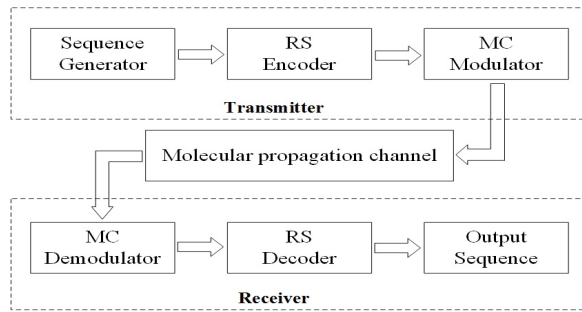 Sequence
Generator
RS
Encoder
MC
Modulator
Transmitter
Molecular propagation channel
MC
Demodulator
RS
Decoder
Output
Sequence
Receiver